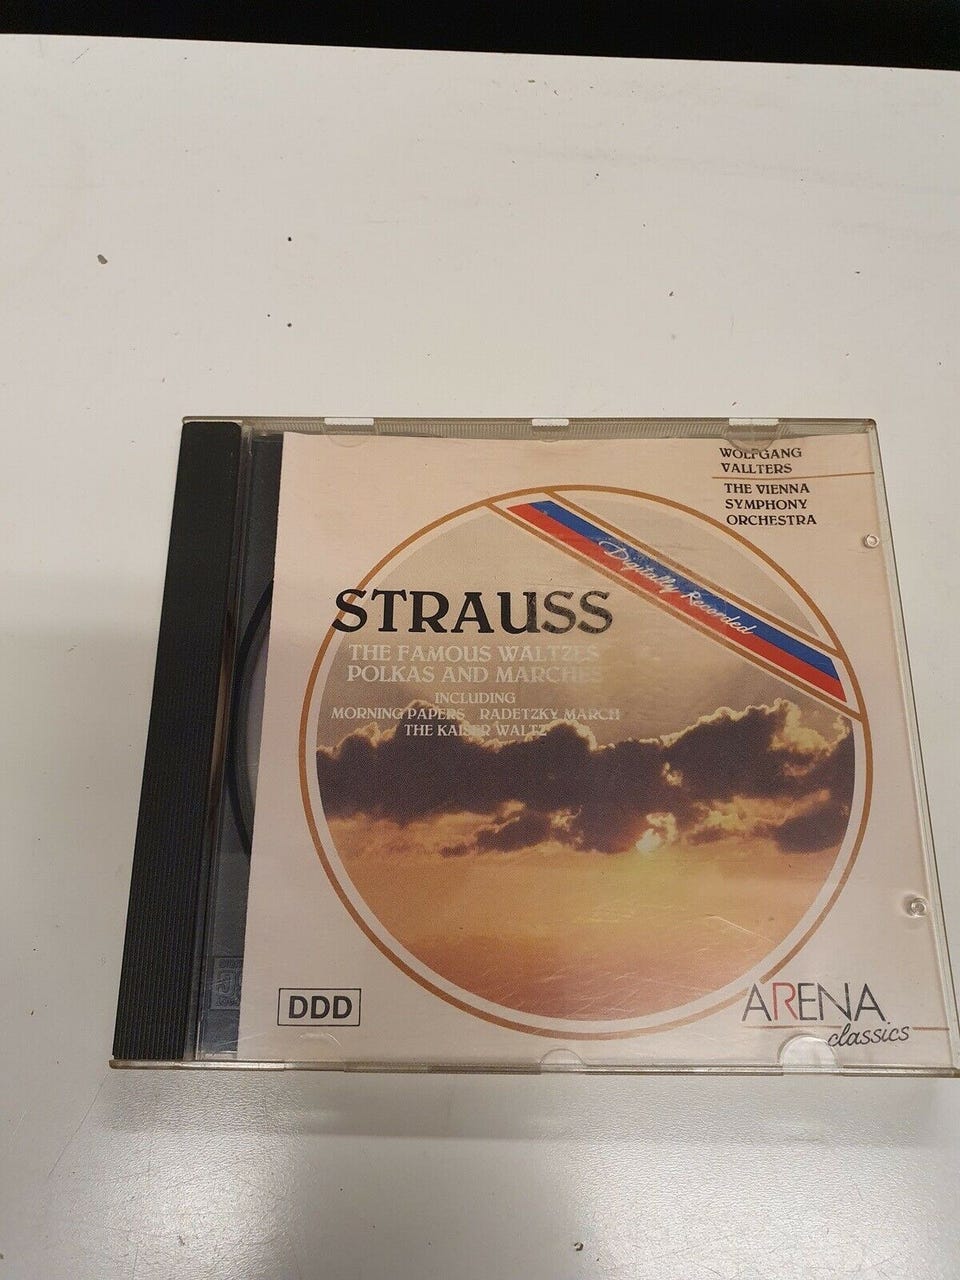 WOLFGANG
VALLTERS
THE VIENNA
SYMPHONY
ORCHESTRA
Digitally Recorded
STRAUSS
THE FAMOUS WALTZES
POLKAS AND MARCHES
INCLUDING
MORNING PAPERS RADETZKY MARCH
THE KAISER WALTZ
DDD
ARENA
classics